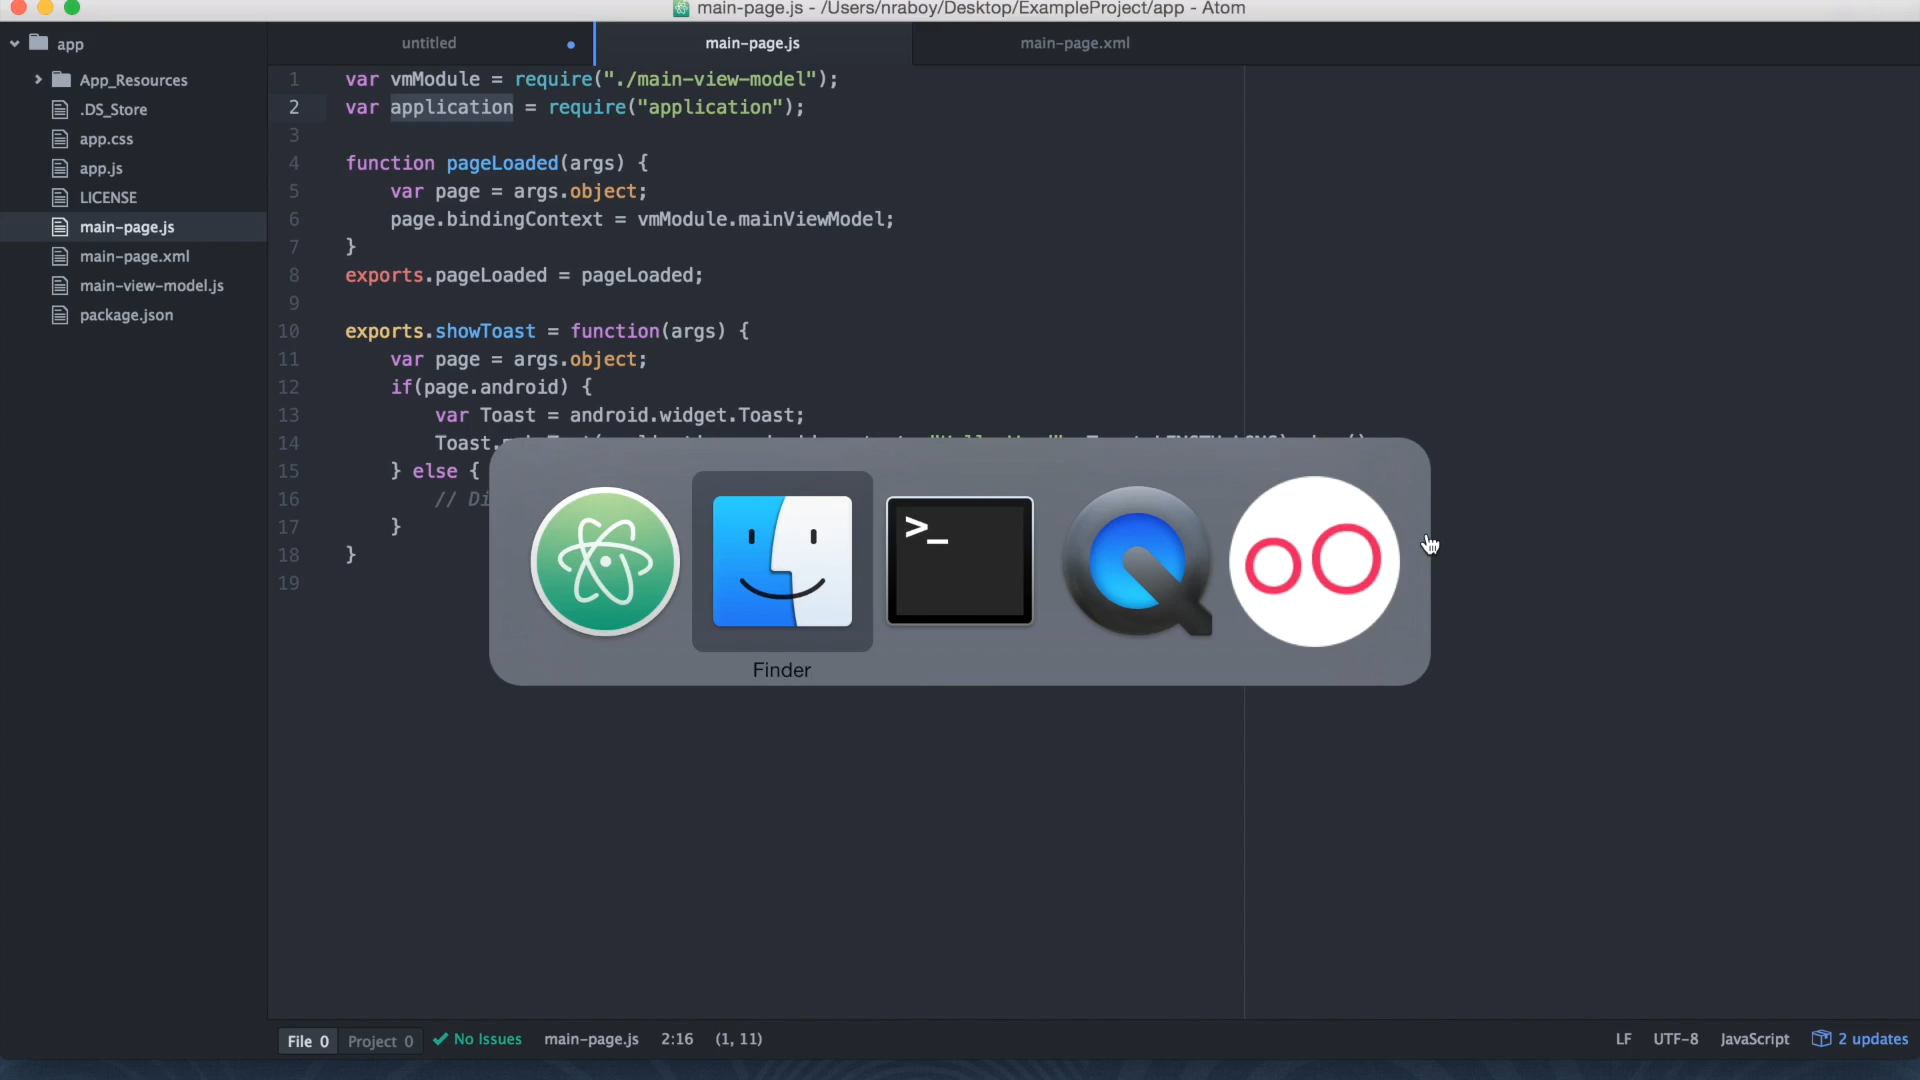 main-page.js - /Users/nraboy/Desktop/ExampleProject/app - Atom
app
App_Resources
.DS_Store
app.css
app.js
LICENSE
main-page.js
main-page.xml
main-view-model.js
package.json
untitled
main-page.js
main-page.xml
1 var vmModule = require("./main-view-model");
2 var application = require("application");
3
4 function pageLoaded(args) {
5 var page = args.object;
6 page.bindingContext = vmModule.mainViewModel;
7 }
8 exports.pageLoaded = pageLoaded;
9
10 exports.showToast = function(args) {
11 var page = args.object;
12 if(page.android) {
13 var Toast = android.widget.Toast;
14 Toast.
15 } else {
16 // Di
17 }
18 }
19
>_
Finder
File 0 Project 0 No Issues main-page.js 2:16 (1, 11) LF UTF-8 JavaScript 2 updates